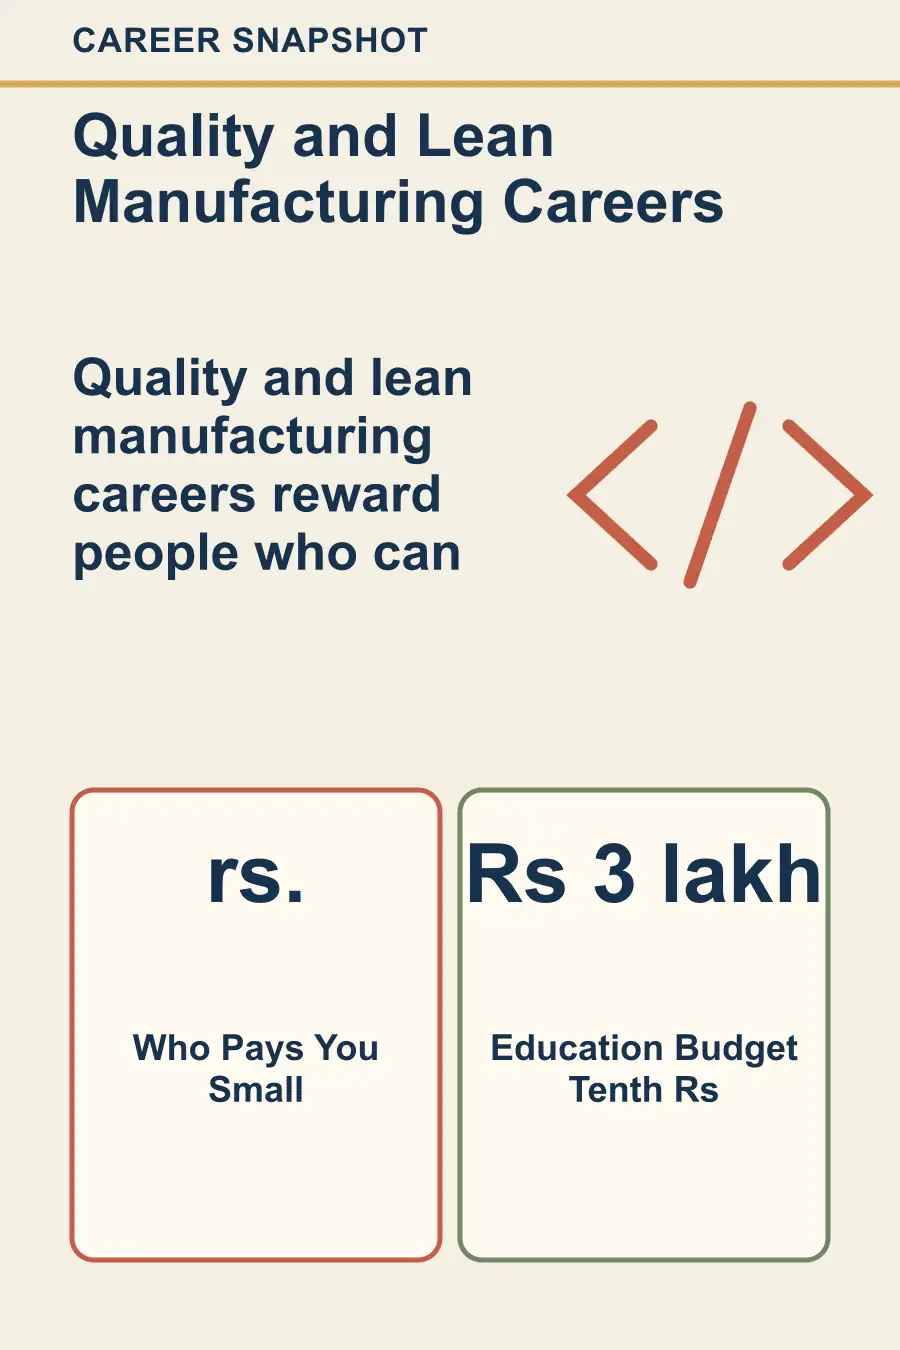 CAREER SNAPSHOT
Quality and Lean
Manufacturing Careers
Quality and lean
manufacturing
careers reward
people who can
</>
rs.
Who Pays You
Small
Rs 3 lakh
Education Budget
Tenth Rs